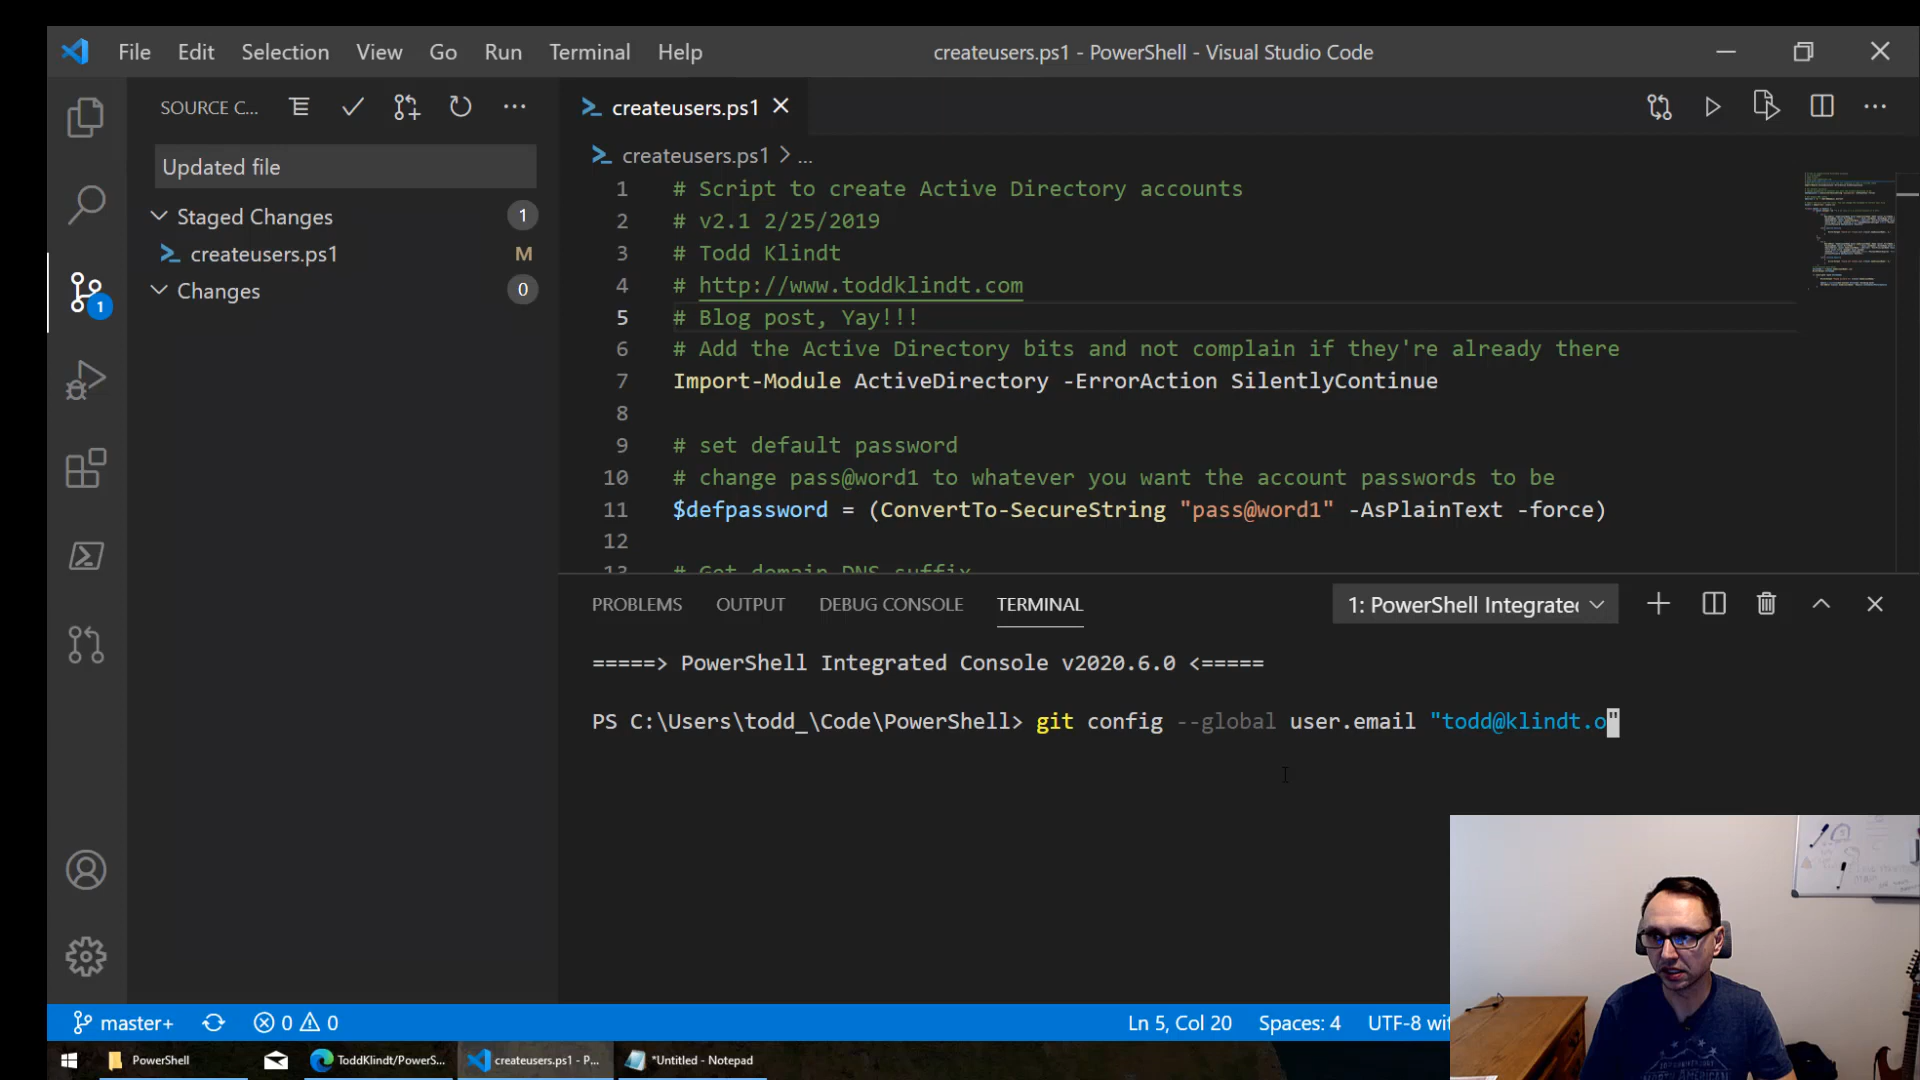 File Edit Selection View Go Run Terminal Help
createusers.ps1 - PowerShell - Visual Studio Code
SOURCE C...
createusers.ps1
Updated file
createusers.ps1 > ...
Staged Changes 1
createusers.ps1 M
Changes 0
1
1 # Script to create Active Directory accounts
2 # v2.1 2/25/2019
3 # Todd Klindt
4 # http://www.toddklindt.com
5 # Blog post, Yay!!!
6 # Add the Active Directory bits and not complain if they're already there
7 Import-Module ActiveDirectory -ErrorAction SilentlyContinue
8
9 # set default password
10 # change pass@word1 to whatever you want the account passwords to be
11 $defpassword = (ConvertTo-SecureString "pass@word1" -AsPlainText -force)
12
13 # Get domain DNS suffix
PROBLEMS OUTPUT DEBUG CONSOLE TERMINAL
1: PowerShell Integrated
=====> PowerShell Integrated Console v2020.6.0 <=====
PS C:\Users\todd_\Code\PowerShell> git config --global user.email "todd@klindt.o"
master+ 0 0
Ln 5, Col 20 Spaces: 4 UTF-8 wit
PowerShell
ToddKlindt/PowerS...
createusers.ps1 - P...
*Untitled - Notepad